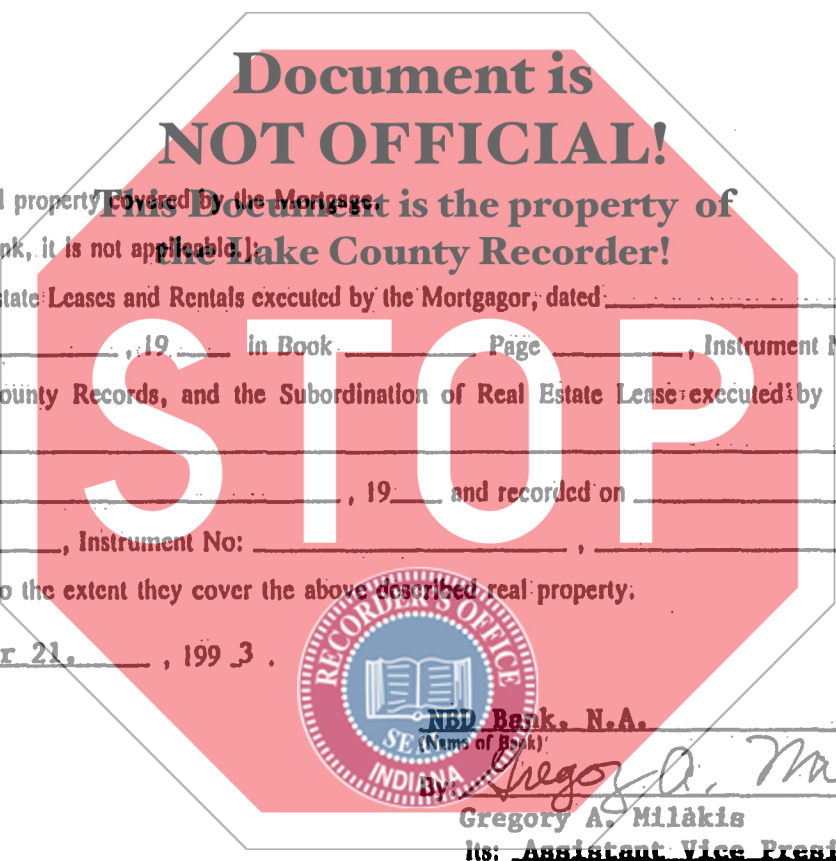 Document is
NOT OFFICIAL!
This Document is the property of
the Lake County Recorder!
l property covered by the Mortgage.
nk, it is not applicable.]:
state Leases and Rentals executed by the Mortgagor, dated
, 19 in Book Page , Instrument N
ounty Records, and the Subordination of Real Estate Lease executed by
STOP
, 19 and recorded on
, Instrument No: ,
o the extent they cover the above described real property.
r 21, , 1993.
RECORDER'S OFFICE
SEAL
INDIANA
NBD Bank, N.A.
(Name of Bank)
By: Gregory A. Ma
Gregory A. Milakis
Its: Assistant Vice Presi